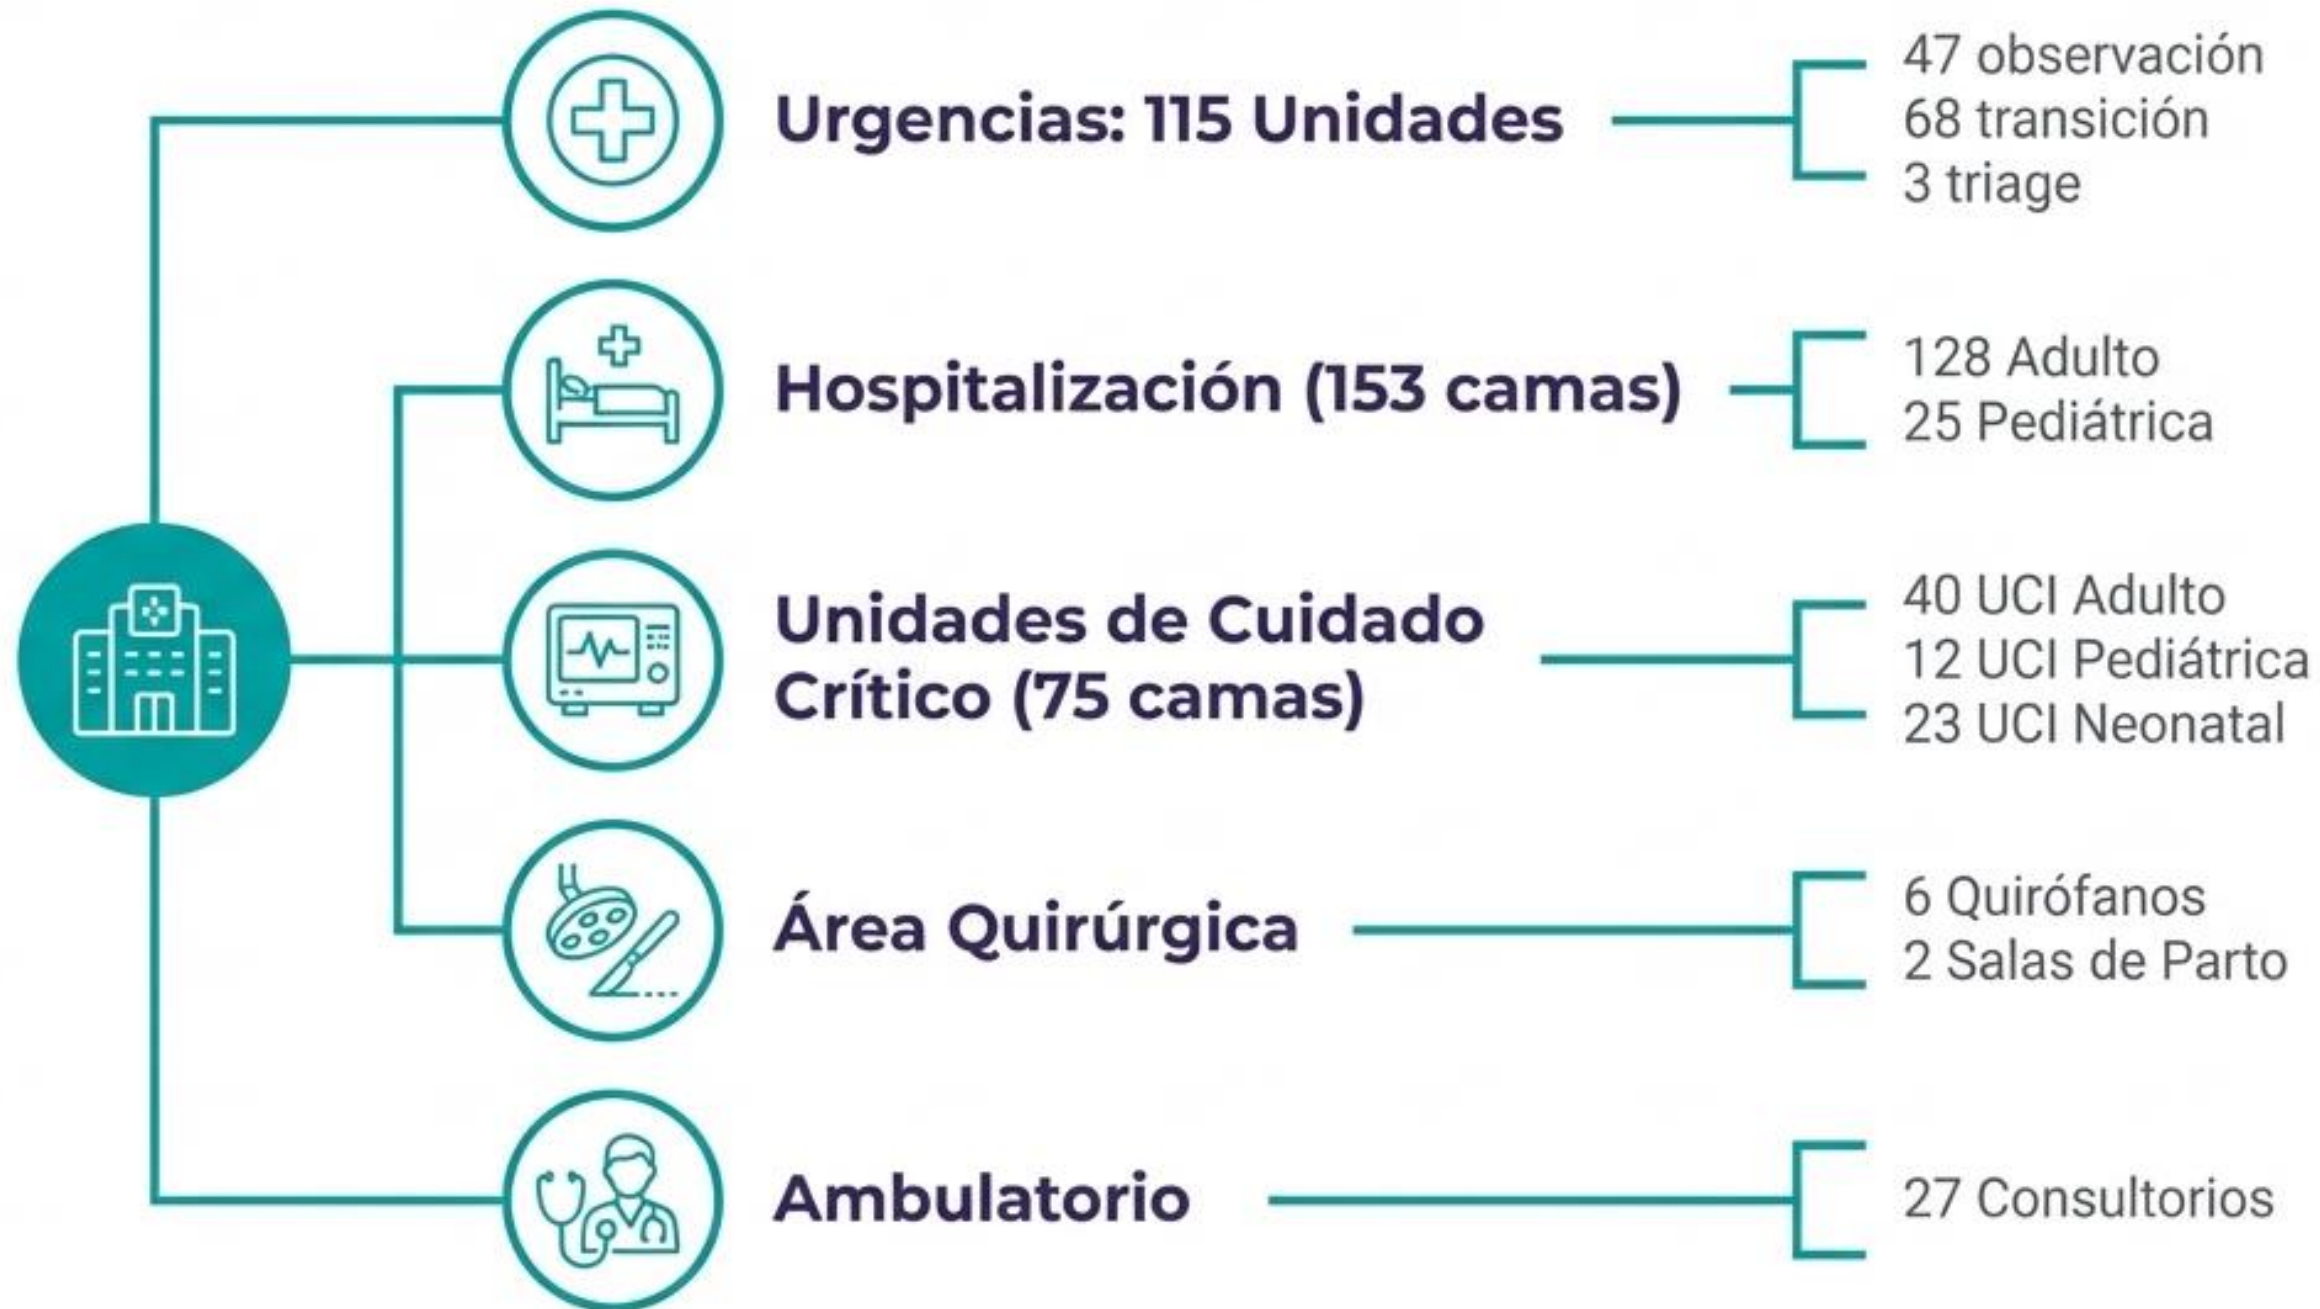 Urgencias: 115 Unidades
47 observación
68 transición
3 triage
Hospitalización (153 camas)
128 Adulto
25 Pediátrica
Unidades de Cuidado
Crítico (75 camas)
40 UCI Adulto
12 UCI Pediátrica
23 UCI Neonatal
Área Quirúrgica
6 Quirófanos
2 Salas de Parto
Ambulatorio
27 Consultorios